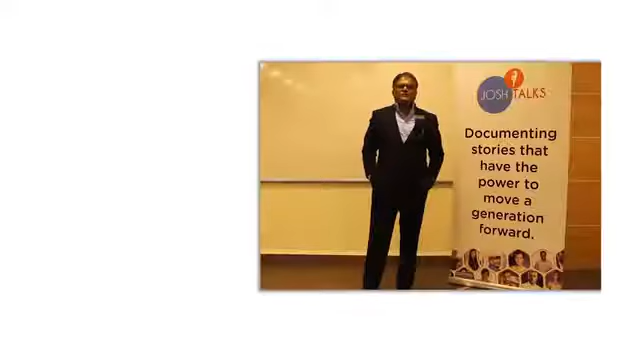 JOSH TALKS
Documenting
stories that
have the
power to
move a
generation
forward.